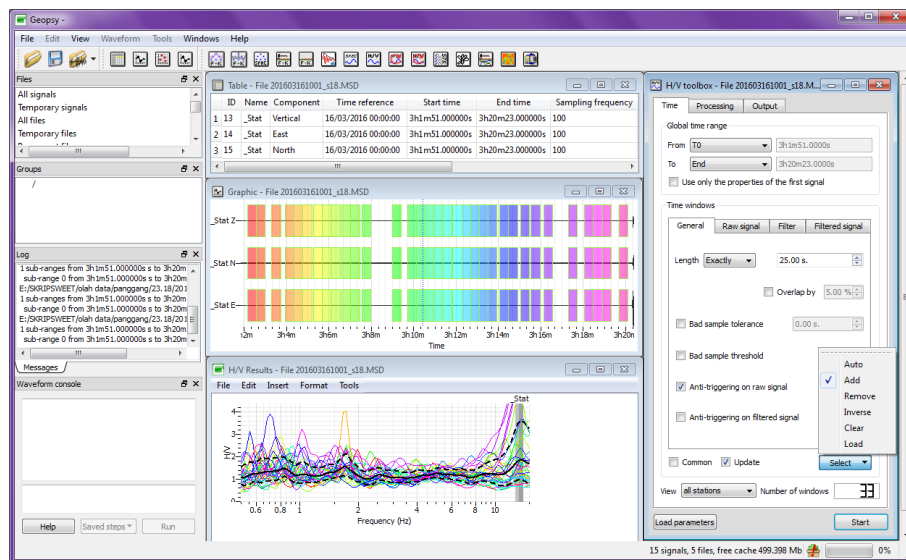 Geopsy -
File Edit View Waveform Tools Windows Help
Files
All signals
Temporary signals
All files
Temporary files
Groups
/
Log
1 sub-ranges from 3h1m51.000000s s to 3h20m
sub-range 0 from 3h1m51.000000s s to 3h20m
E:/SKRIPSWEET/olah data/panggang/23.18/201
1 sub-ranges from 3h1m51.000000s s to 3h20m
sub-range 0 from 3h1m51.000000s s to 3h20m
E:/SKRIPSWEET/olah data/panggang/23.18/201
1 sub-ranges from 3h1m51.000000s s to 3h20m
sub-range 0 from 3h1m51.000000s s to 3h20m
Messages
Waveform console
Help Saved steps Run
Table - File 201603161001_s18.MSD
ID Name Component Time reference Start time End time Sampling frequency
1 13 _Stat Vertical 16/03/2016 00:00:00 3h1m51.000000s 3h20m23.000000s 100
2 14 _Stat East 16/03/2016 00:00:00 3h1m51.000000s 3h20m23.000000s 100
3 15 _Stat North 16/03/2016 00:00:00 3h1m51.000000s 3h20m23.000000s 100
Graphic - File 201603161001_s18.MSD
_Stat Z
_Stat N
_Stat E
2m 3h4m 3h6m 3h8m 3h10m 3h12m 3h14m 3h16m 3h18m 3h20
Time
H/V Results - File 201603161001_s18.MSD
File Edit Insert Format Tools
_Stat
4
3
2
1
0
H/V
0.6 0.8 1 2 4 6 8 10
Frequency (Hz)
H/V toolbox - File 201603161001_s18.M...
Time Processing Output
Global time range
From T0 3h1m51.0000s
To End 3h20m23.0000s
Use only the properties of the first signal
Time windows
General Raw signal Filter Filtered signal
Length Exactly 25.00 s.
Overlap by 5.00 %
Bad sample tolerance 0.00 s.
Bad sample threshold
Anti-triggering on raw signal
Anti-triggering on filtered signal
Auto
Add
Remove
Inverse
Clear
Load
Common Update Select
View all stations Number of windows 33
Load parameters Start
15 signals, 5 files, free cache 499.398 Mb 0%